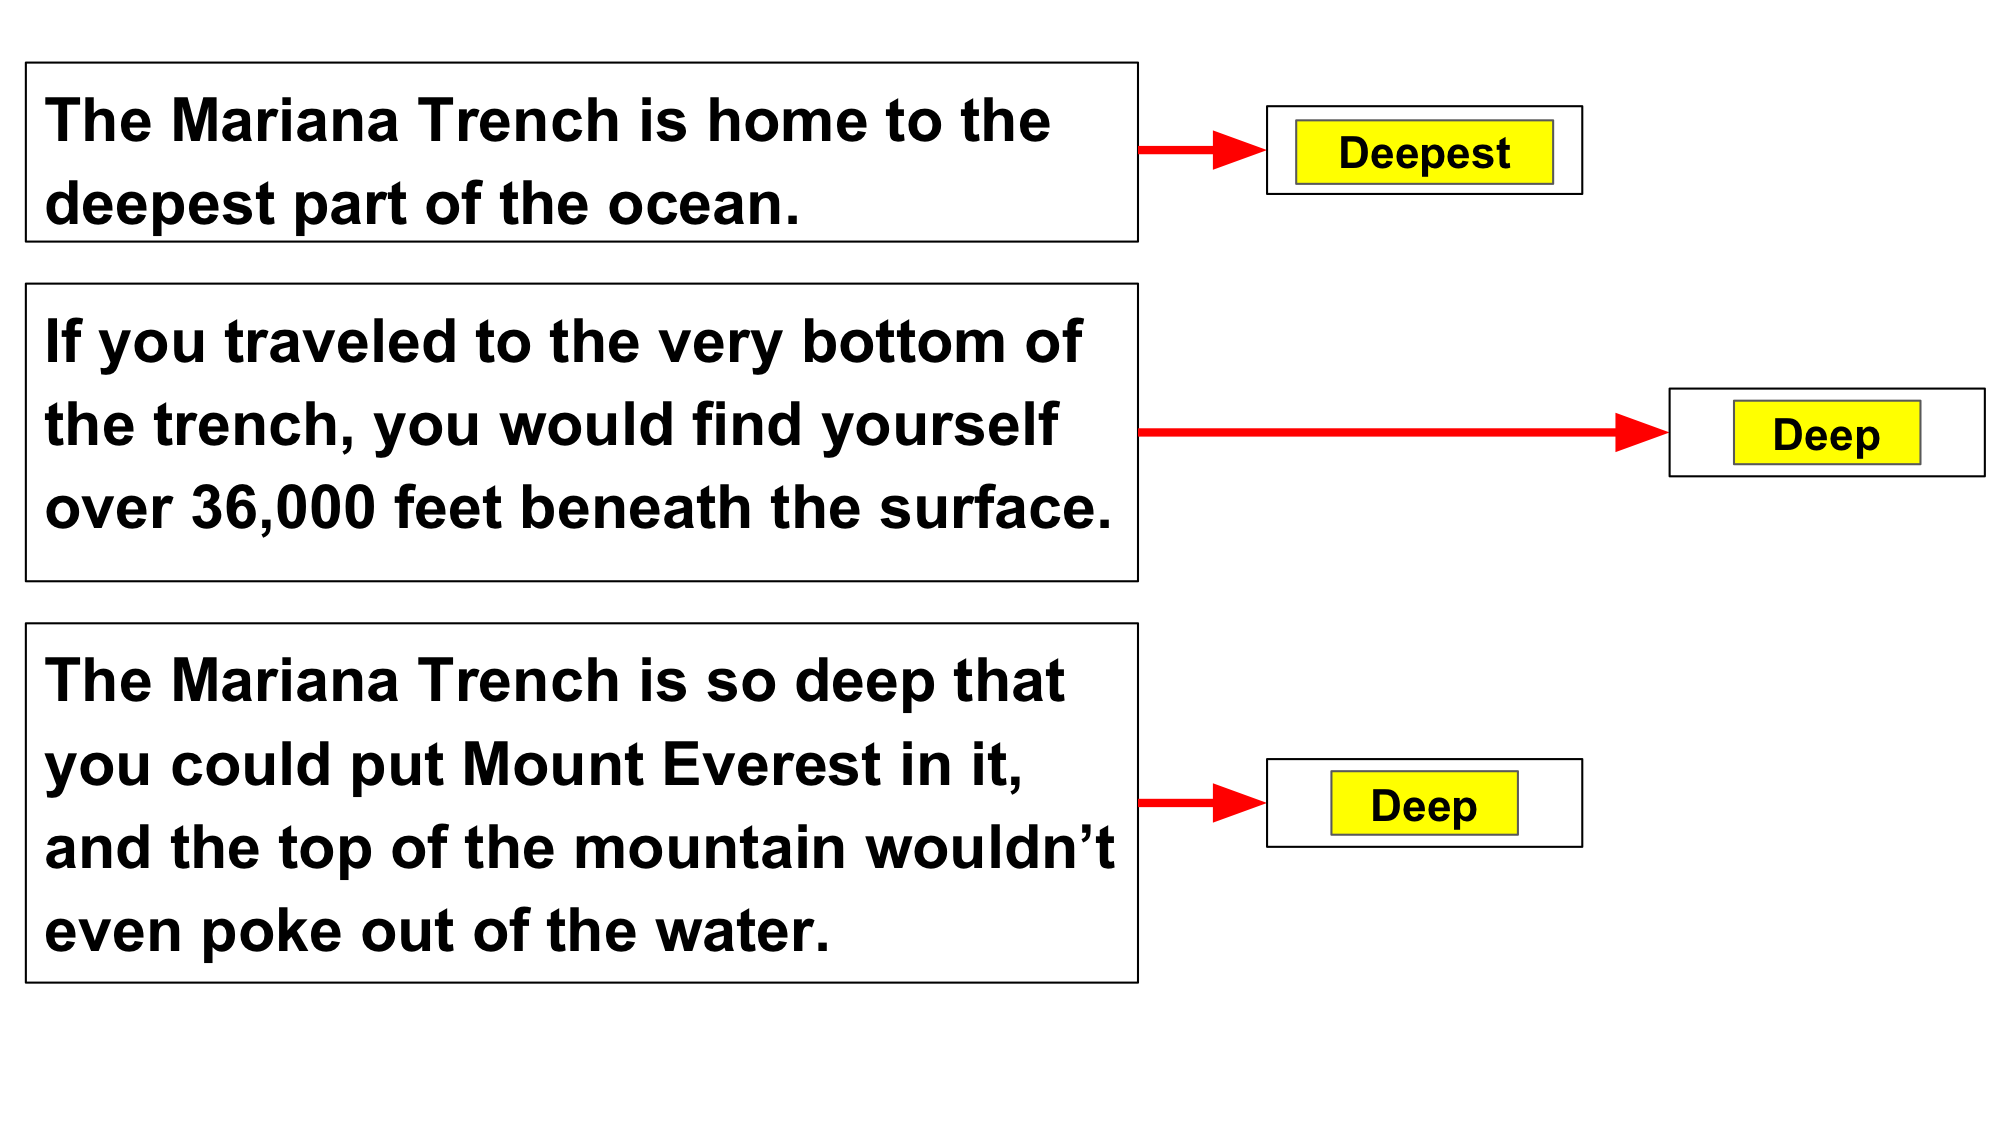 The Mariana Trench is home to the
deepest part of the ocean.
Deepest
If you traveled to the very bottom of
the trench, you would find yourself
over 36,000 feet beneath the surface.
Deep
The Mariana Trench is so deep that
you could put Mount Everest in it,
and the top of the mountain wouldn’t
even poke out of the water.
Deep